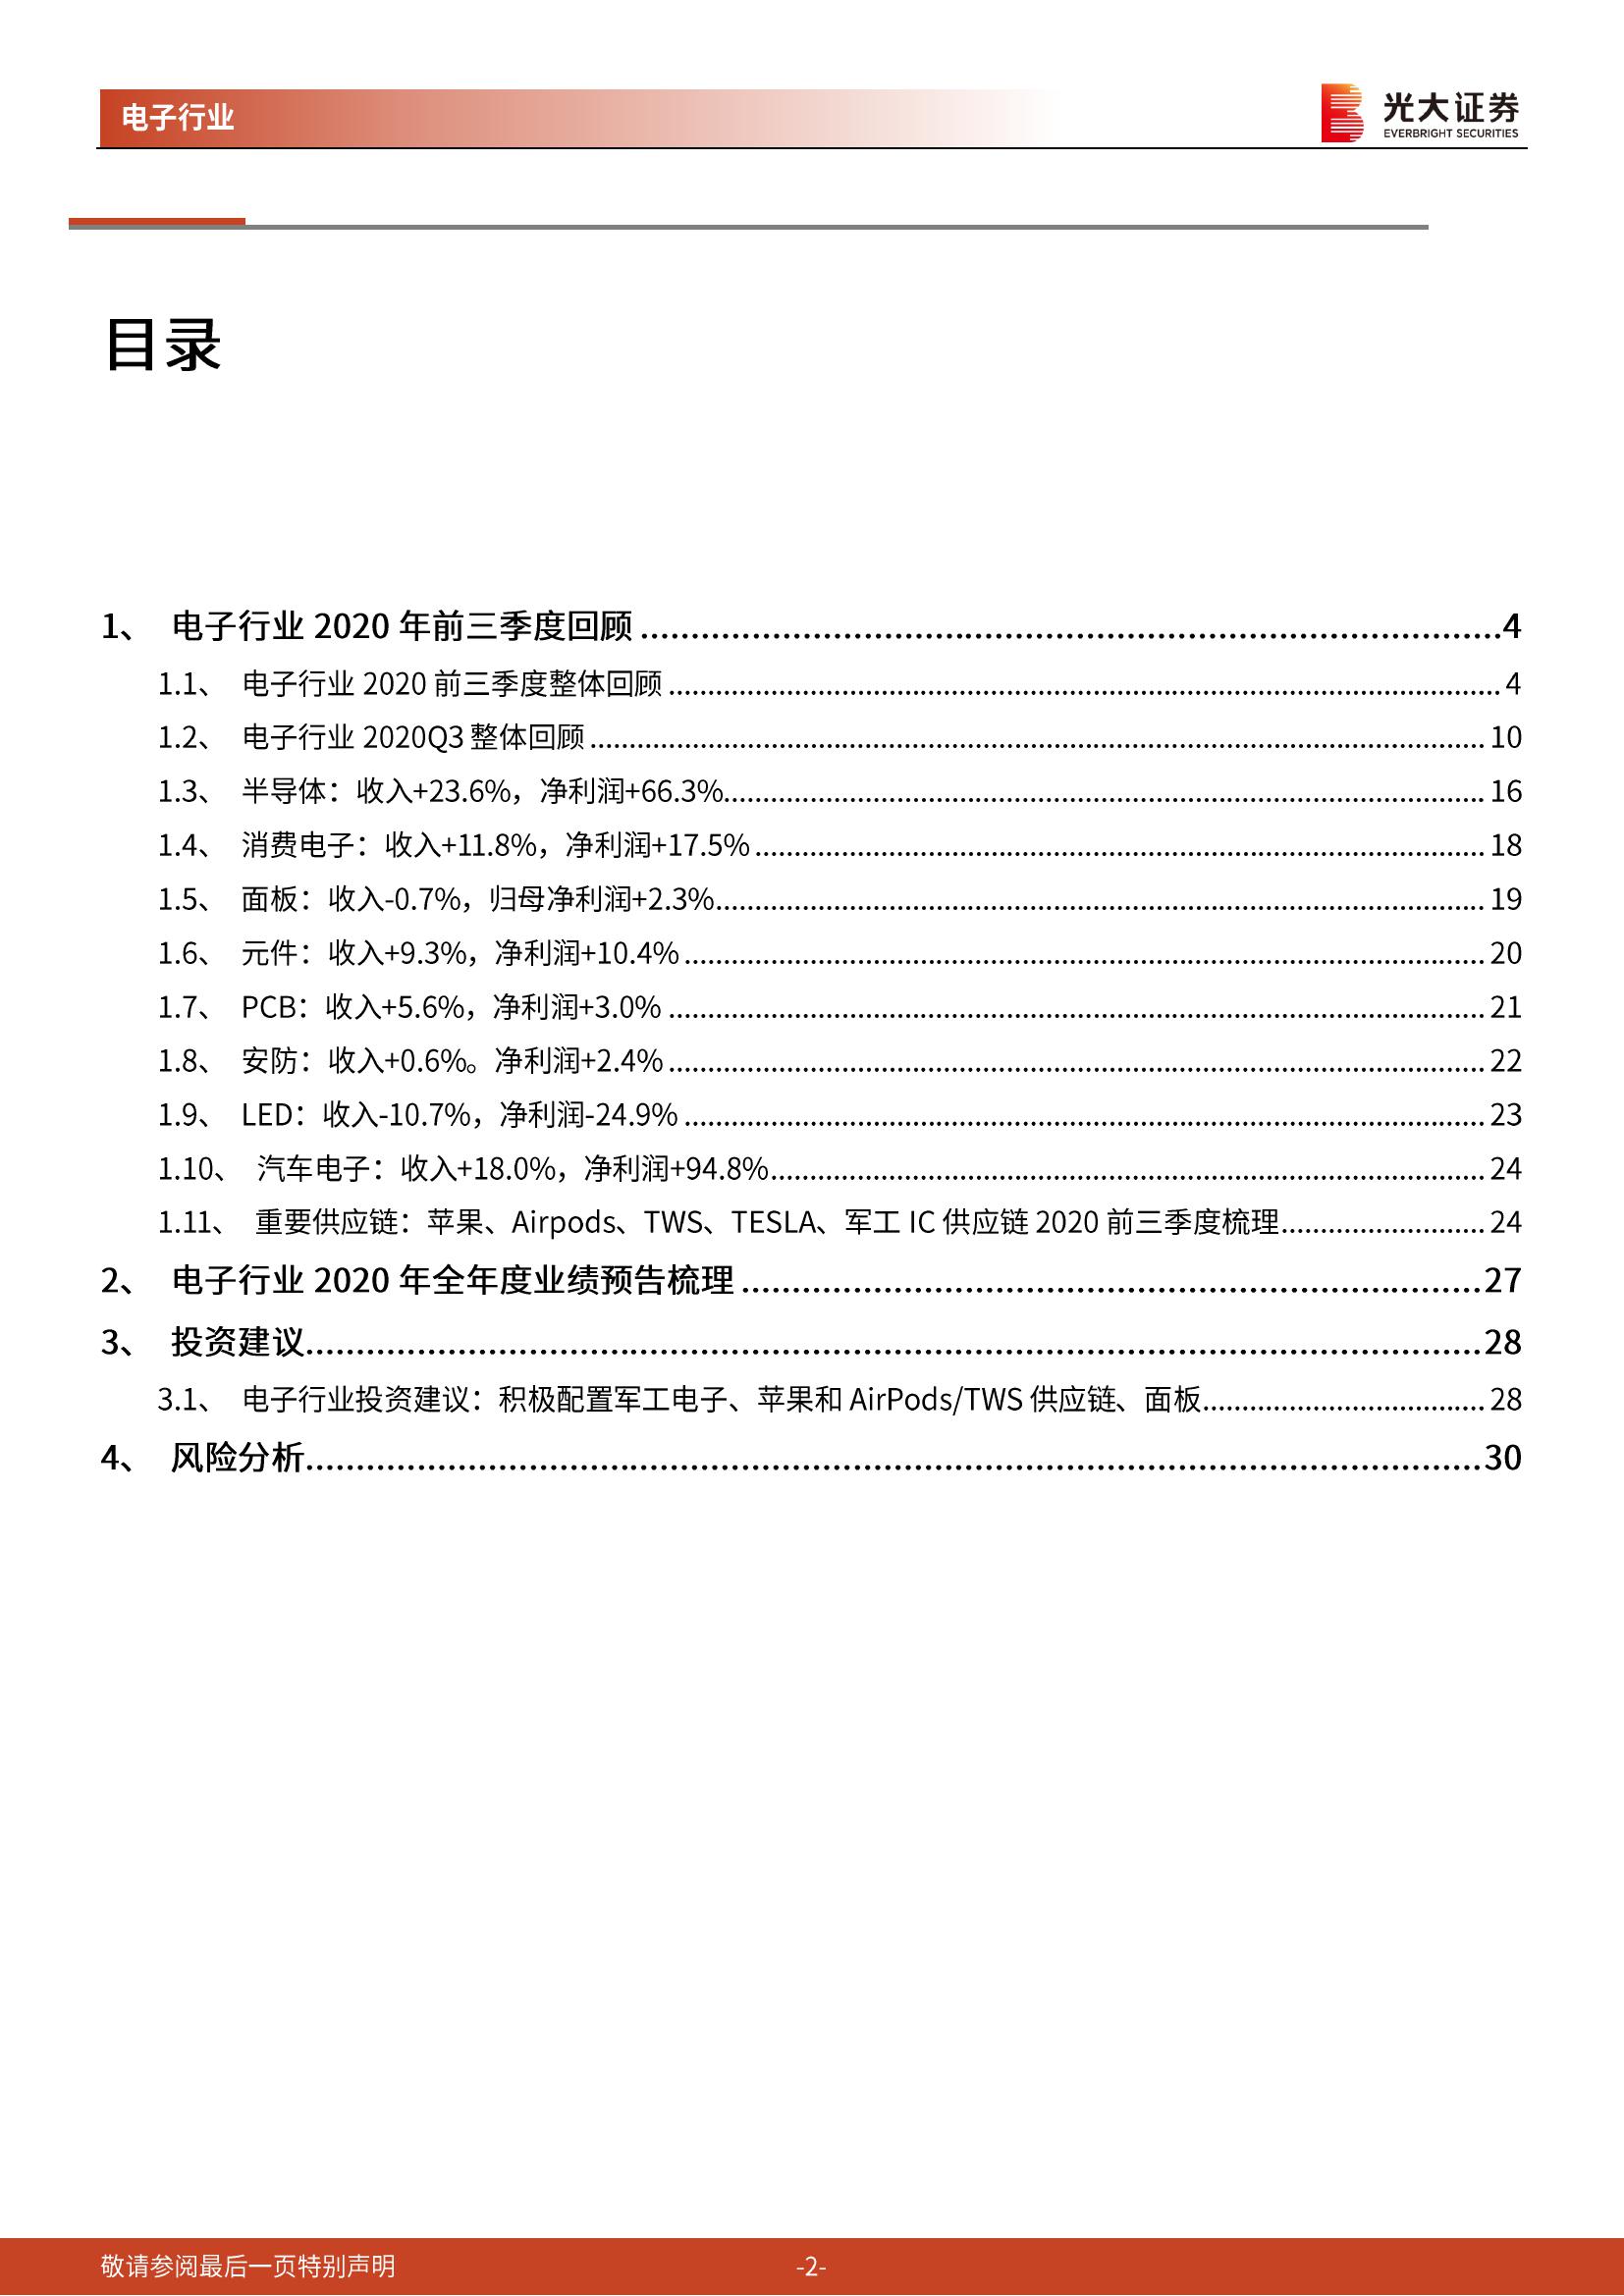 电子行业
光大证券
EVERBRIGHT SECURITIES
目录
1、 电子行业 2020 年前三季度回顾 ........ 4
1.1、 电子行业 2020 前三季度整体回顾 ........ 4
1.2、 电子行业 2020Q3 整体回顾 ........ 10
1.3、 半导体：收入+23.6%，净利润+66.3% ........ 16
1.4、 消费电子：收入+11.8%，净利润+17.5% ........ 18
1.5、 面板：收入-0.7%，归母净利润+2.3% ........ 19
1.6、 元件：收入+9.3%，净利润+10.4% ........ 20
1.7、 PCB：收入+5.6%，净利润+3.0% ........ 21
1.8、 安防：收入+0.6%。净利润+2.4% ........ 22
1.9、 LED：收入-10.7%，净利润-24.9% ........ 23
1.10、 汽车电子：收入+18.0%，净利润+94.8% ........ 24
1.11、 重要供应链：苹果、Airpods、TWS、TESLA、军工 IC 供应链 2020 前三季度梳理 ........ 24
2、 电子行业 2020 年全年度业绩预告梳理 ........ 27
3、 投资建议 ........ 28
3.1、 电子行业投资建议：积极配置军工电子、苹果和 AirPods/TWS 供应链、面板 ........ 28
4、 风险分析 ........ 30
敬请参阅最后一页特别声明
-2-